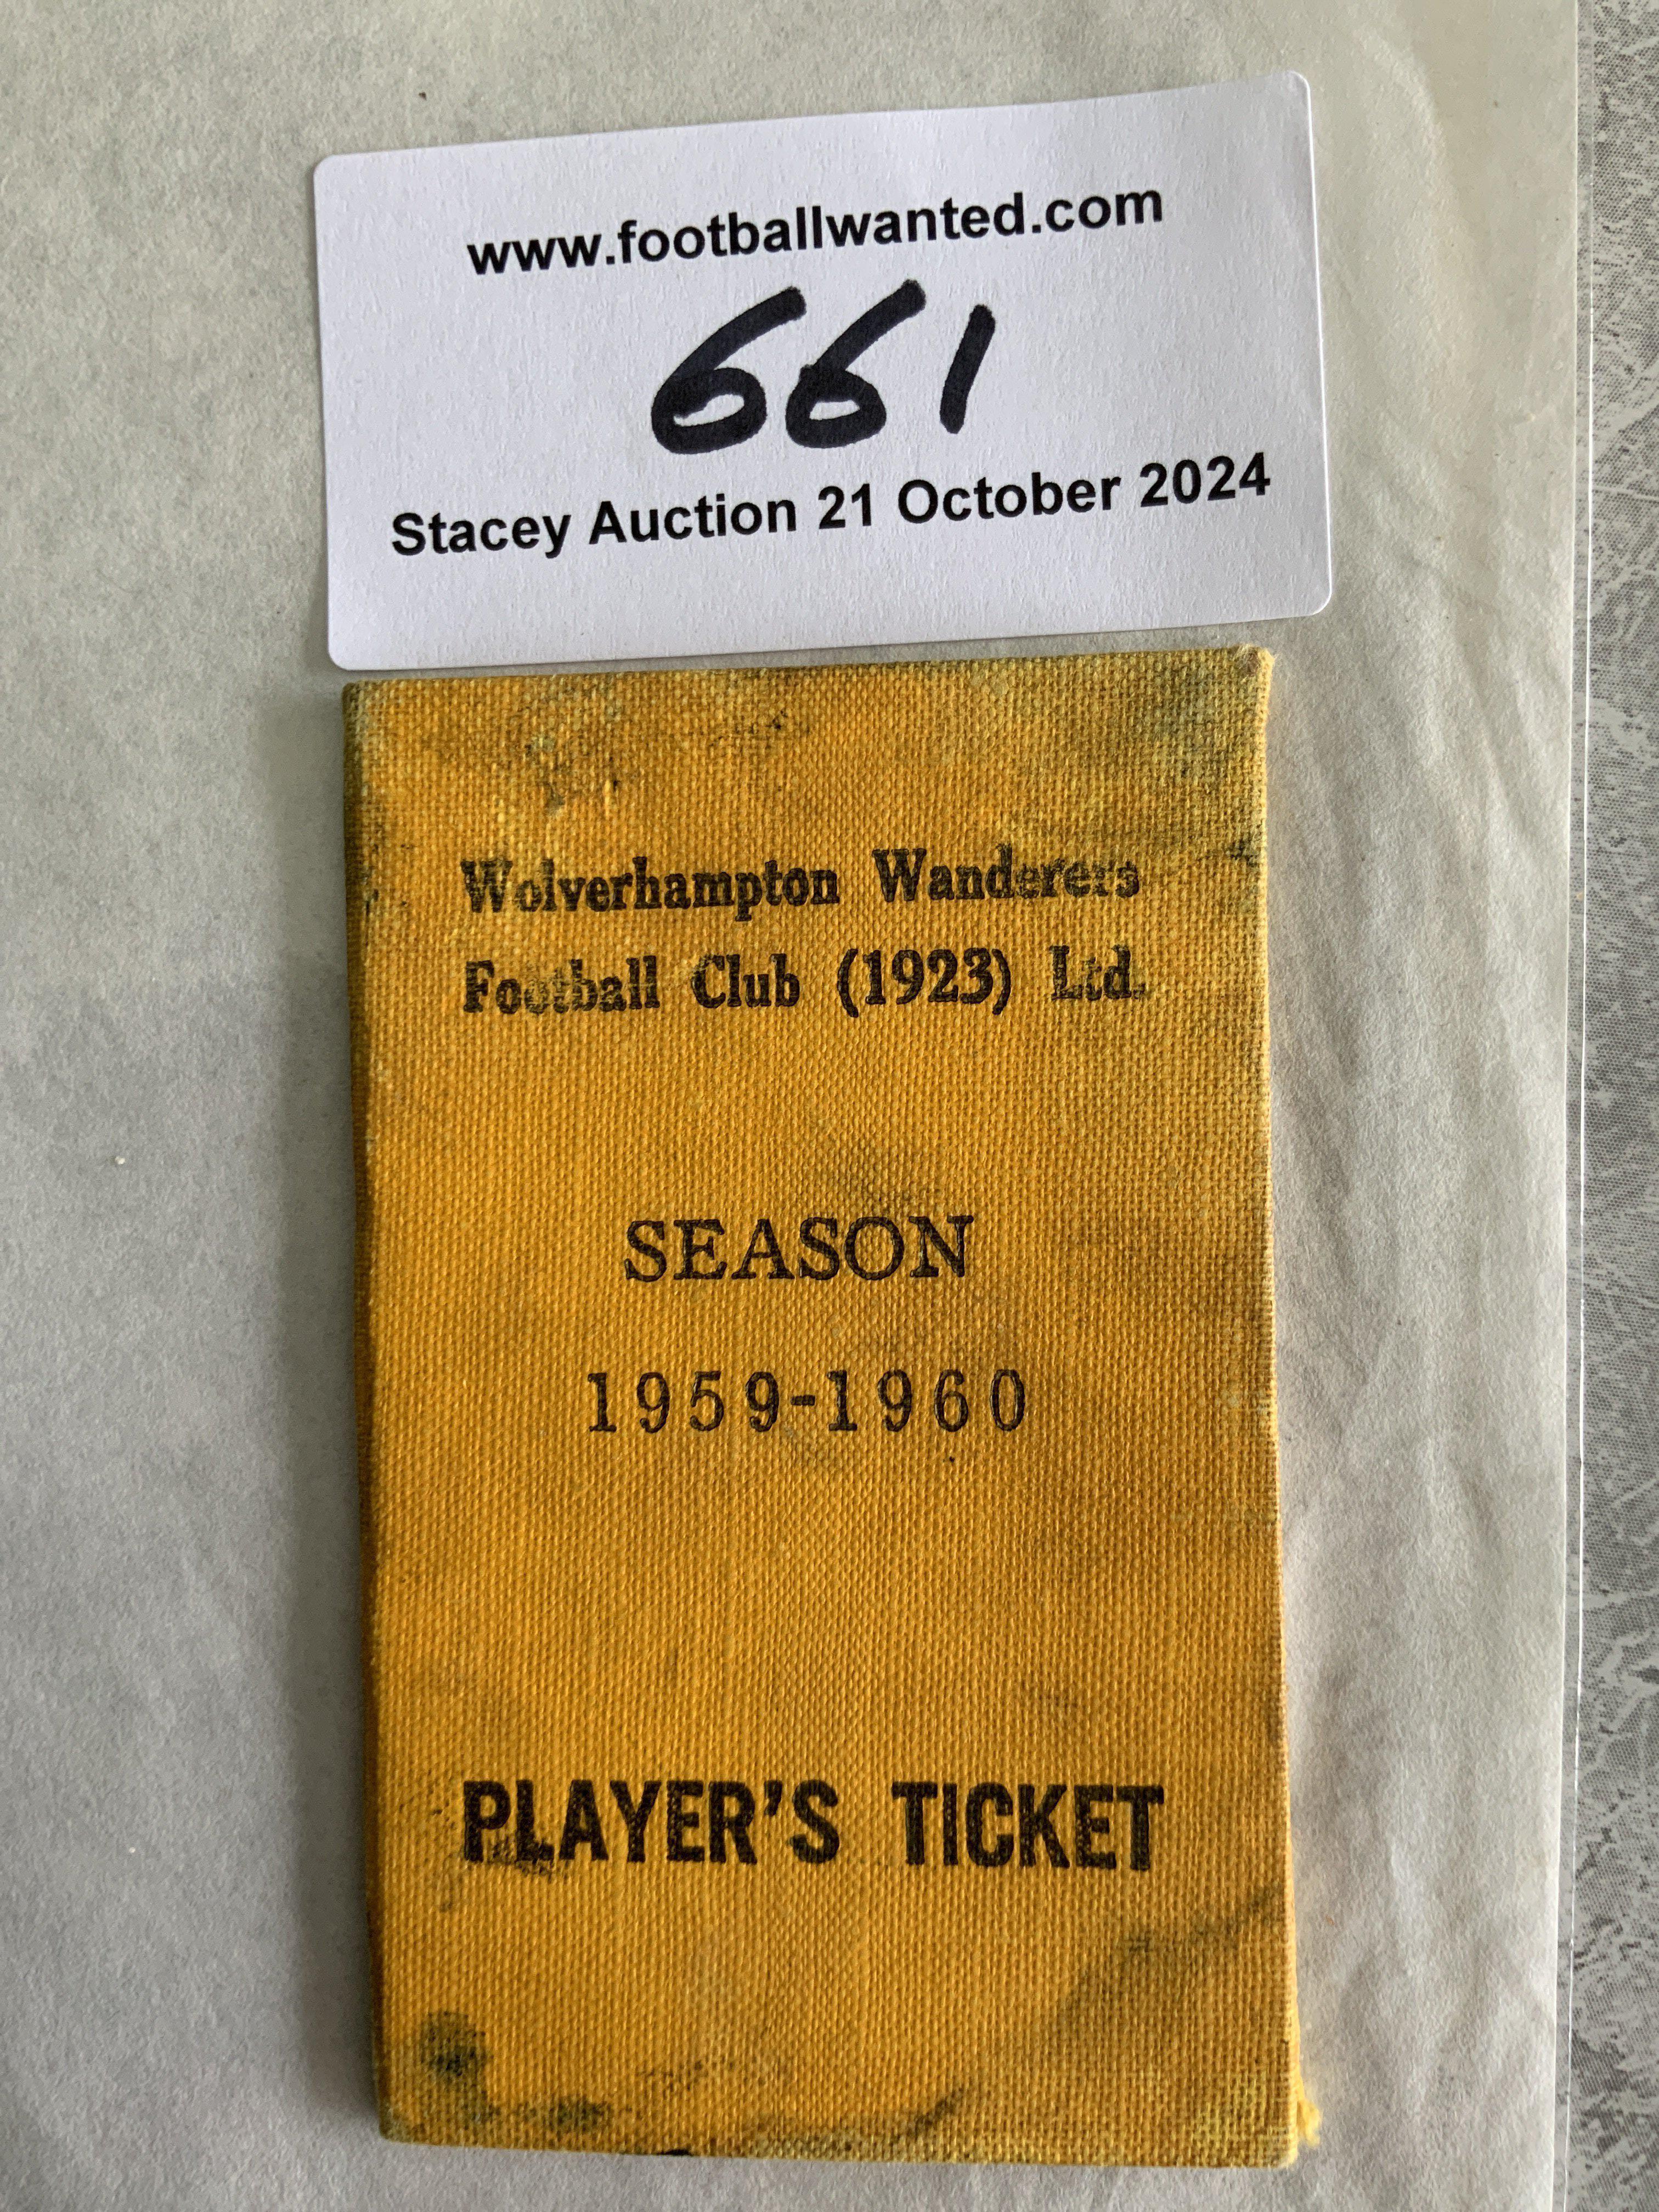 www.footballwanted.com
661
Stacey Auction 21 October 2024
Wolverhampton Wanderers
Football Club (1923) Ltd.
SEASON
1959-1960
PLAYER'S TICKET